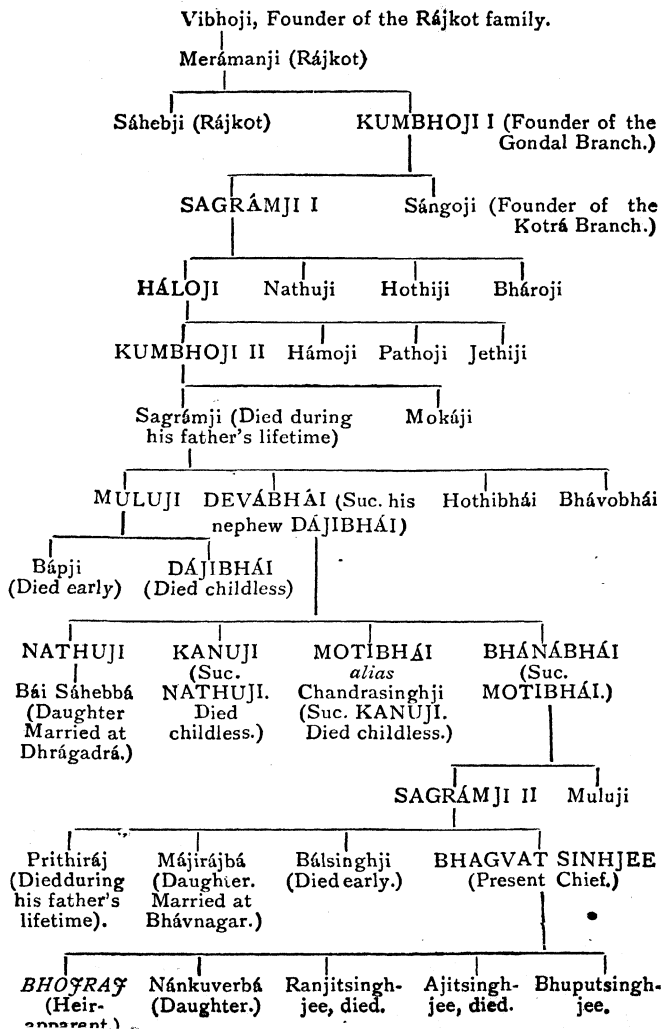 Vibhoji, Founder of the Rájkot family.
Merámanji (Rájkot)
Sáhebji (Rájkot) KUMBHOJI I (Founder of the
Gondal Branch.)
SAGRÁMJI I Sángoji (Founder of the
Kotrá Branch.)
HÁLOJI Nathuji Hothiji Bhároji
KUMBHOJI II Hámoji Pathoji Jethiji
Sagrámji (Died during Mokáji
his father's lifetime)
MULUJI DEVÁBHÁI (Suc. his Hothibhái Bhávobhái
nephew DÁJIBHÁI)
Bápji DÁJIBHÁI
(Died early) (Died childless)
NATHUJI KANUJI MOTIBHÁI BHÁNÁBHÁI
(Suc. alias (Suc.
Bái Sáhebbá NATHUJI. Chandrasinghji MOTIBHÁI.)
(Daughter Died (Suc. KANUJI.
Married at childless.) Died childless.)
Dhrágadrá.)
SAGRÁMJI II Muluji
Prithiráj Májirájbá Bálsinghji BHAGVAT SINHJEE
(Diedduring (Daughter. (Died early.) (Present Chief.)
his father's Married at
lifetime). Bhávnagar.)
BHOJRAJ Nánkuverbá Ranjitsingh- Ajitsingh- Bhuputsingh-
(Heir- (Daughter.) jee, died. jee, died. jee.
apparent.)